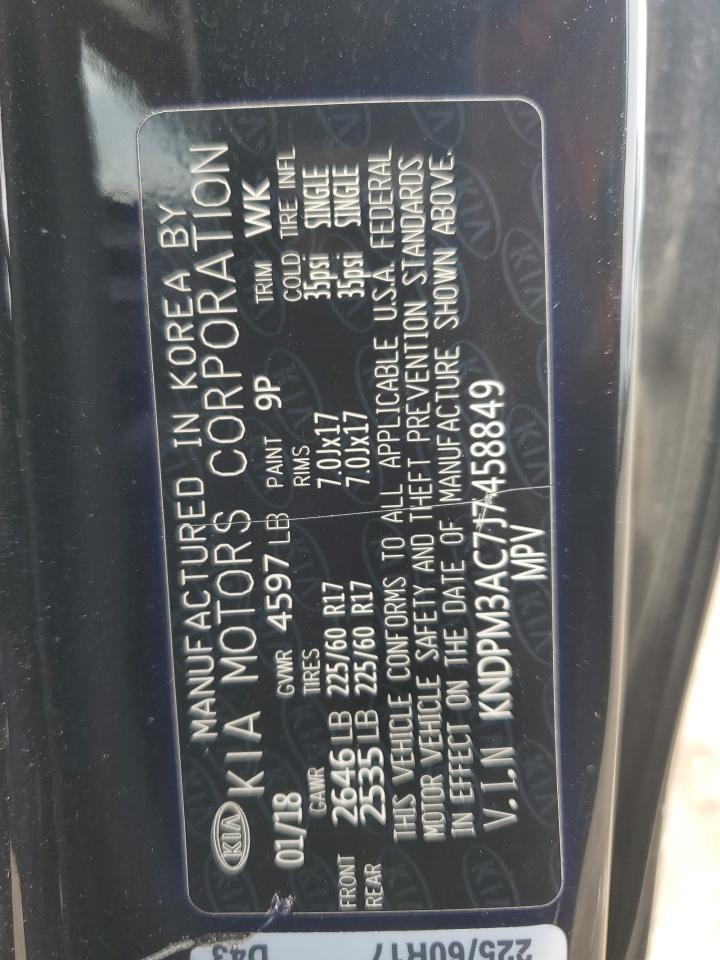 KIA
MANUFACTURED IN KOREA BY
KIA MOTORS CORPORATION
01/18 GVWR 4597 LB PAINT 9P TRIM WK
GAWR TIRES RIMS COLD TIRE INFL
FRONT 2646 LB 225/60 R17 7.0Jx17 35psi SINGLE
REAR 2535 LB 225/60 R17 7.0Jx17 35psi SINGLE
THIS VEHICLE CONFORMS TO ALL APPLICABLE U.S.A. FEDERAL
MOTOR VEHICLE SAFETY AND THEFT PREVENTION STANDARDS
IN EFFECT ON THE DATE OF MANUFACTURE SHOWN ABOVE.
V.I.N KNDPM3AC7J7458849
MPV
D43
225/60R17